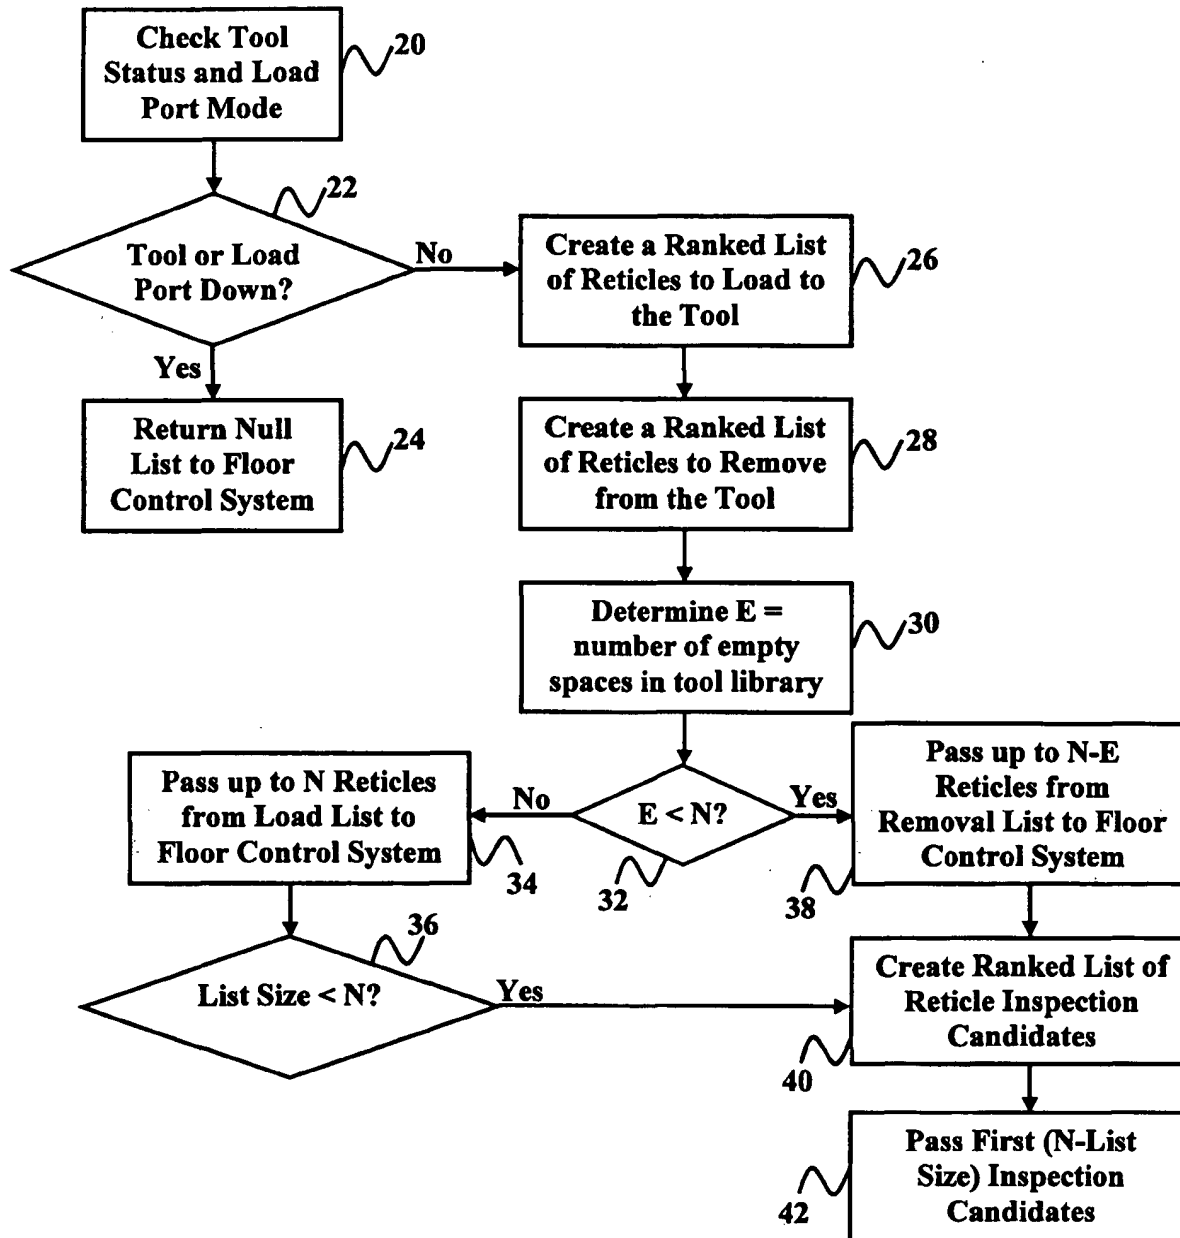 Check Tool
Status and Load
Port Mode
20
22
Tool or Load
Port Down?
No
Yes
Return Null
List to Floor
Control System
24
Create a Ranked List
of Reticles to Load to
the Tool
26
Create a Ranked List
of Reticles to Remove
from the Tool
28
Determine E =
number of empty
spaces in tool library
30
E < N?
No
Yes
32
Pass up to N Reticles
from Load List to
Floor Control System
34
Pass up to N-E
Reticles from
Removal List to Floor
Control System
38
36
List Size < N?
Yes
Create Ranked List of
Reticle Inspection
Candidates
40
Pass First (N-List
Size) Inspection
Candidates
42